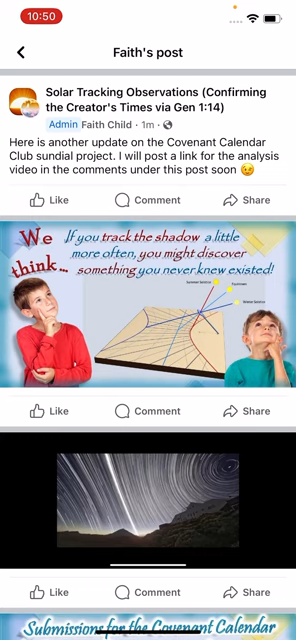 10:50
Faith's post
Solar Tracking Observations (Confirming
the Creator's Times via Gen 1:14)
Admin Faith Child · 1m ·
Here is another update on the Covenant Calendar
Club sundial project. I will post a link for the analysis
video in the comments under this post soon 😉
Like Comment Share
We
think...
If you track the shadow a little
more often, you might discover
something you never knew existed!
Summer Solstice
Equinoxes
Winter Solstice
Like Comment Share
Like Comment Share
Submissions for the Covenant Calendar